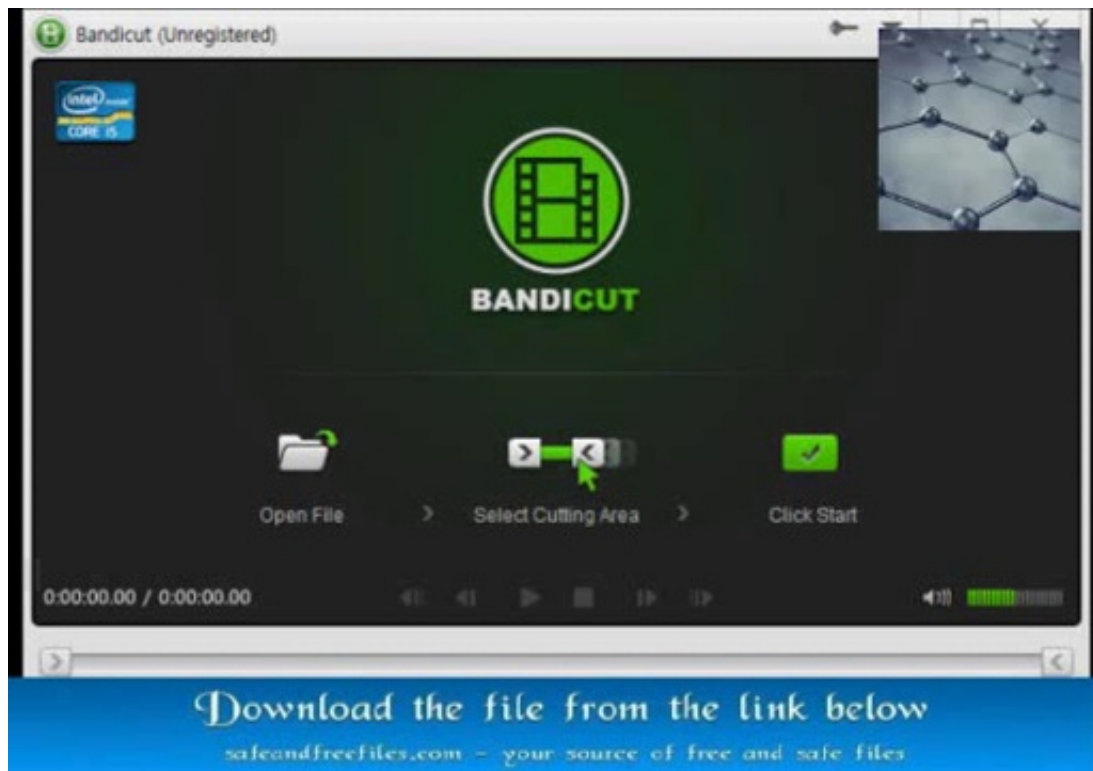 Bandicut (Unregistered)
intel inside
CORE i5
BANDICUT
Open File
Select Cutting Area
Click Start
0:00:00.00 / 0:00:00.00
Download the file from the link below
safeandfreefiles.com - your source of free and safe files